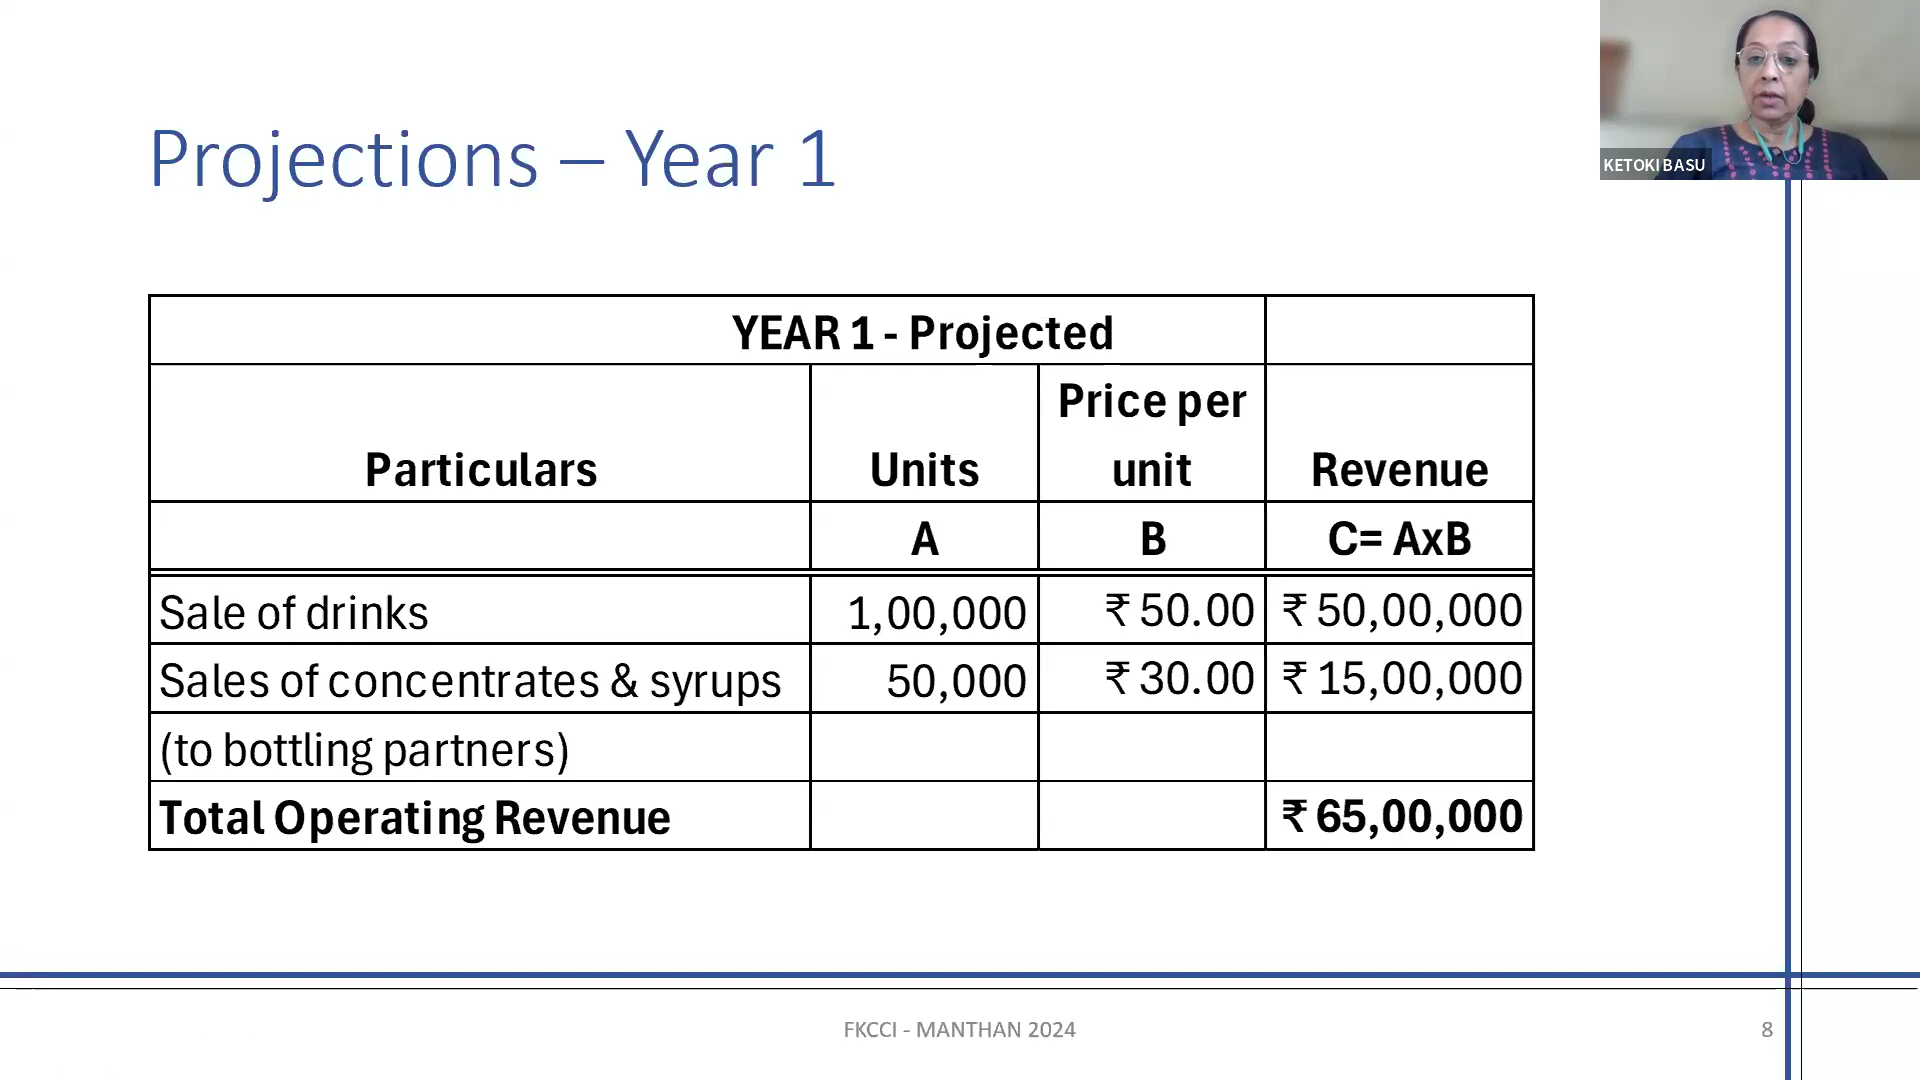 KETOKI BASU
Projections – Year 1
YEAR 1 - Projected
Particulars Units Price per unit Revenue
A B C= AxB
Sale of drinks 1,00,000 ₹ 50.00 ₹ 50,00,000
Sales of concentrates & syrups 50,000 ₹ 30.00 ₹ 15,00,000
(to bottling partners)
Total Operating Revenue ₹ 65,00,000
FKCCI - MANTHAN 2024
8